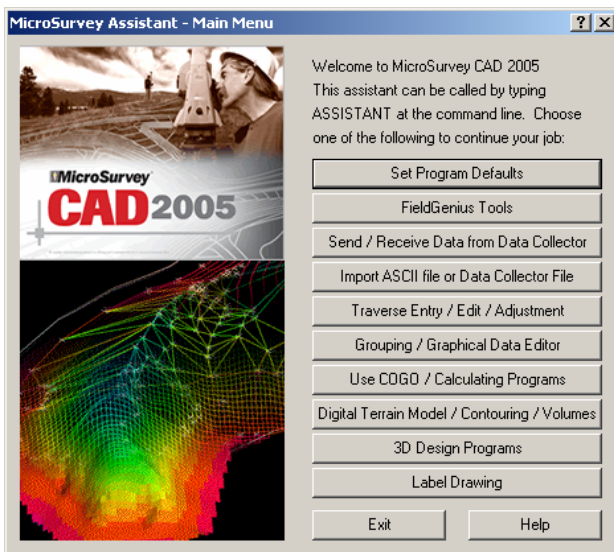 MicroSurvey Assistant - Main Menu
Welcome to MicroSurvey CAD 2005
This assistant can be called by typing
ASSISTANT at the command line. Choose
one of the following to continue your job:
MicroSurvey
CAD 2005
Set Program Defaults
FieldGenius Tools
Send / Receive Data from Data Collector
Import ASCII file or Data Collector File
Traverse Entry / Edit / Adjustment
Grouping / Graphical Data Editor
Use COGO / Calculating Programs
Digital Terrain Model / Contouring / Volumes
3D Design Programs
Label Drawing
Exit
Help